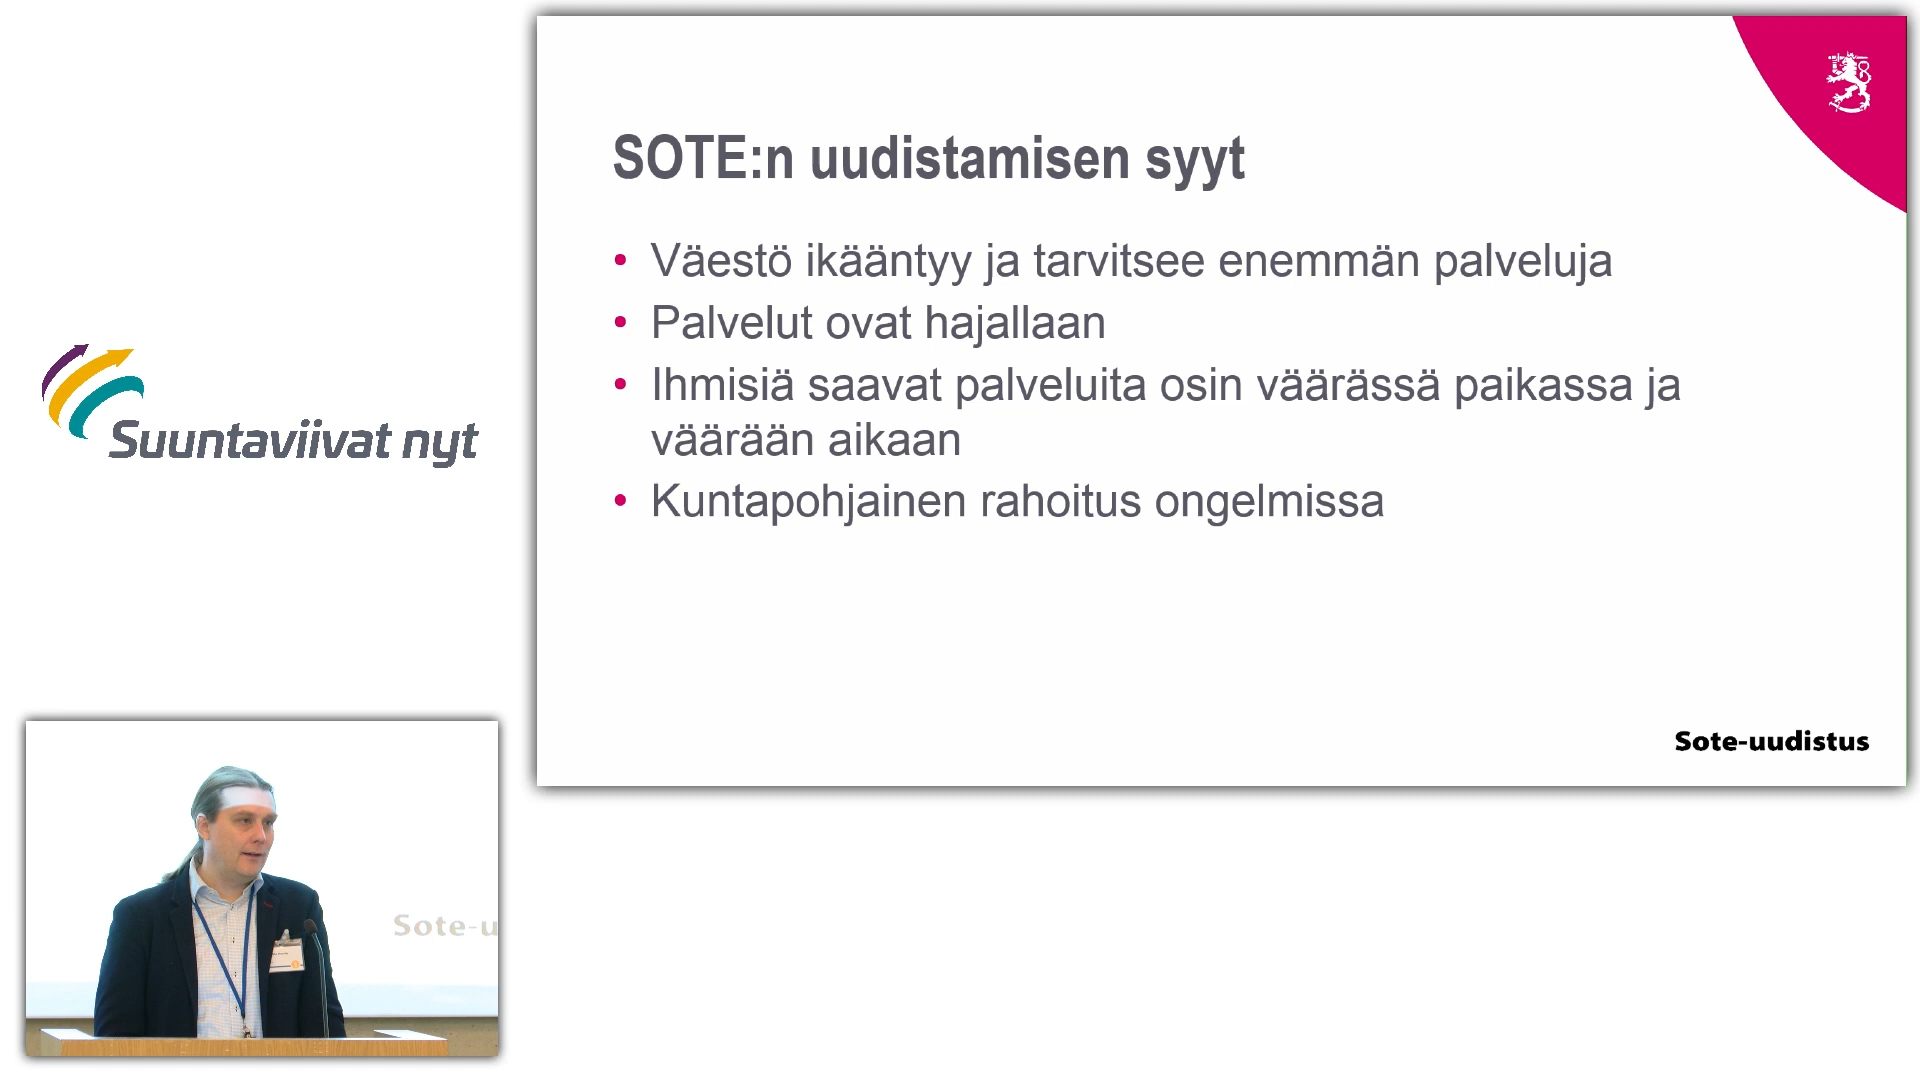 SOTE:n uudistamisen syyt
• Väestö ikääntyy ja tarvitsee enemmän palveluja
• Palvelut ovat hajallaan
• Ihmisiä saavat palveluita osin väärässä paikassa ja
väärään aikaan
• Kuntapohjainen rahoitus ongelmissa
Sote-uudistus
Suuntaviivat nyt
Sote-u